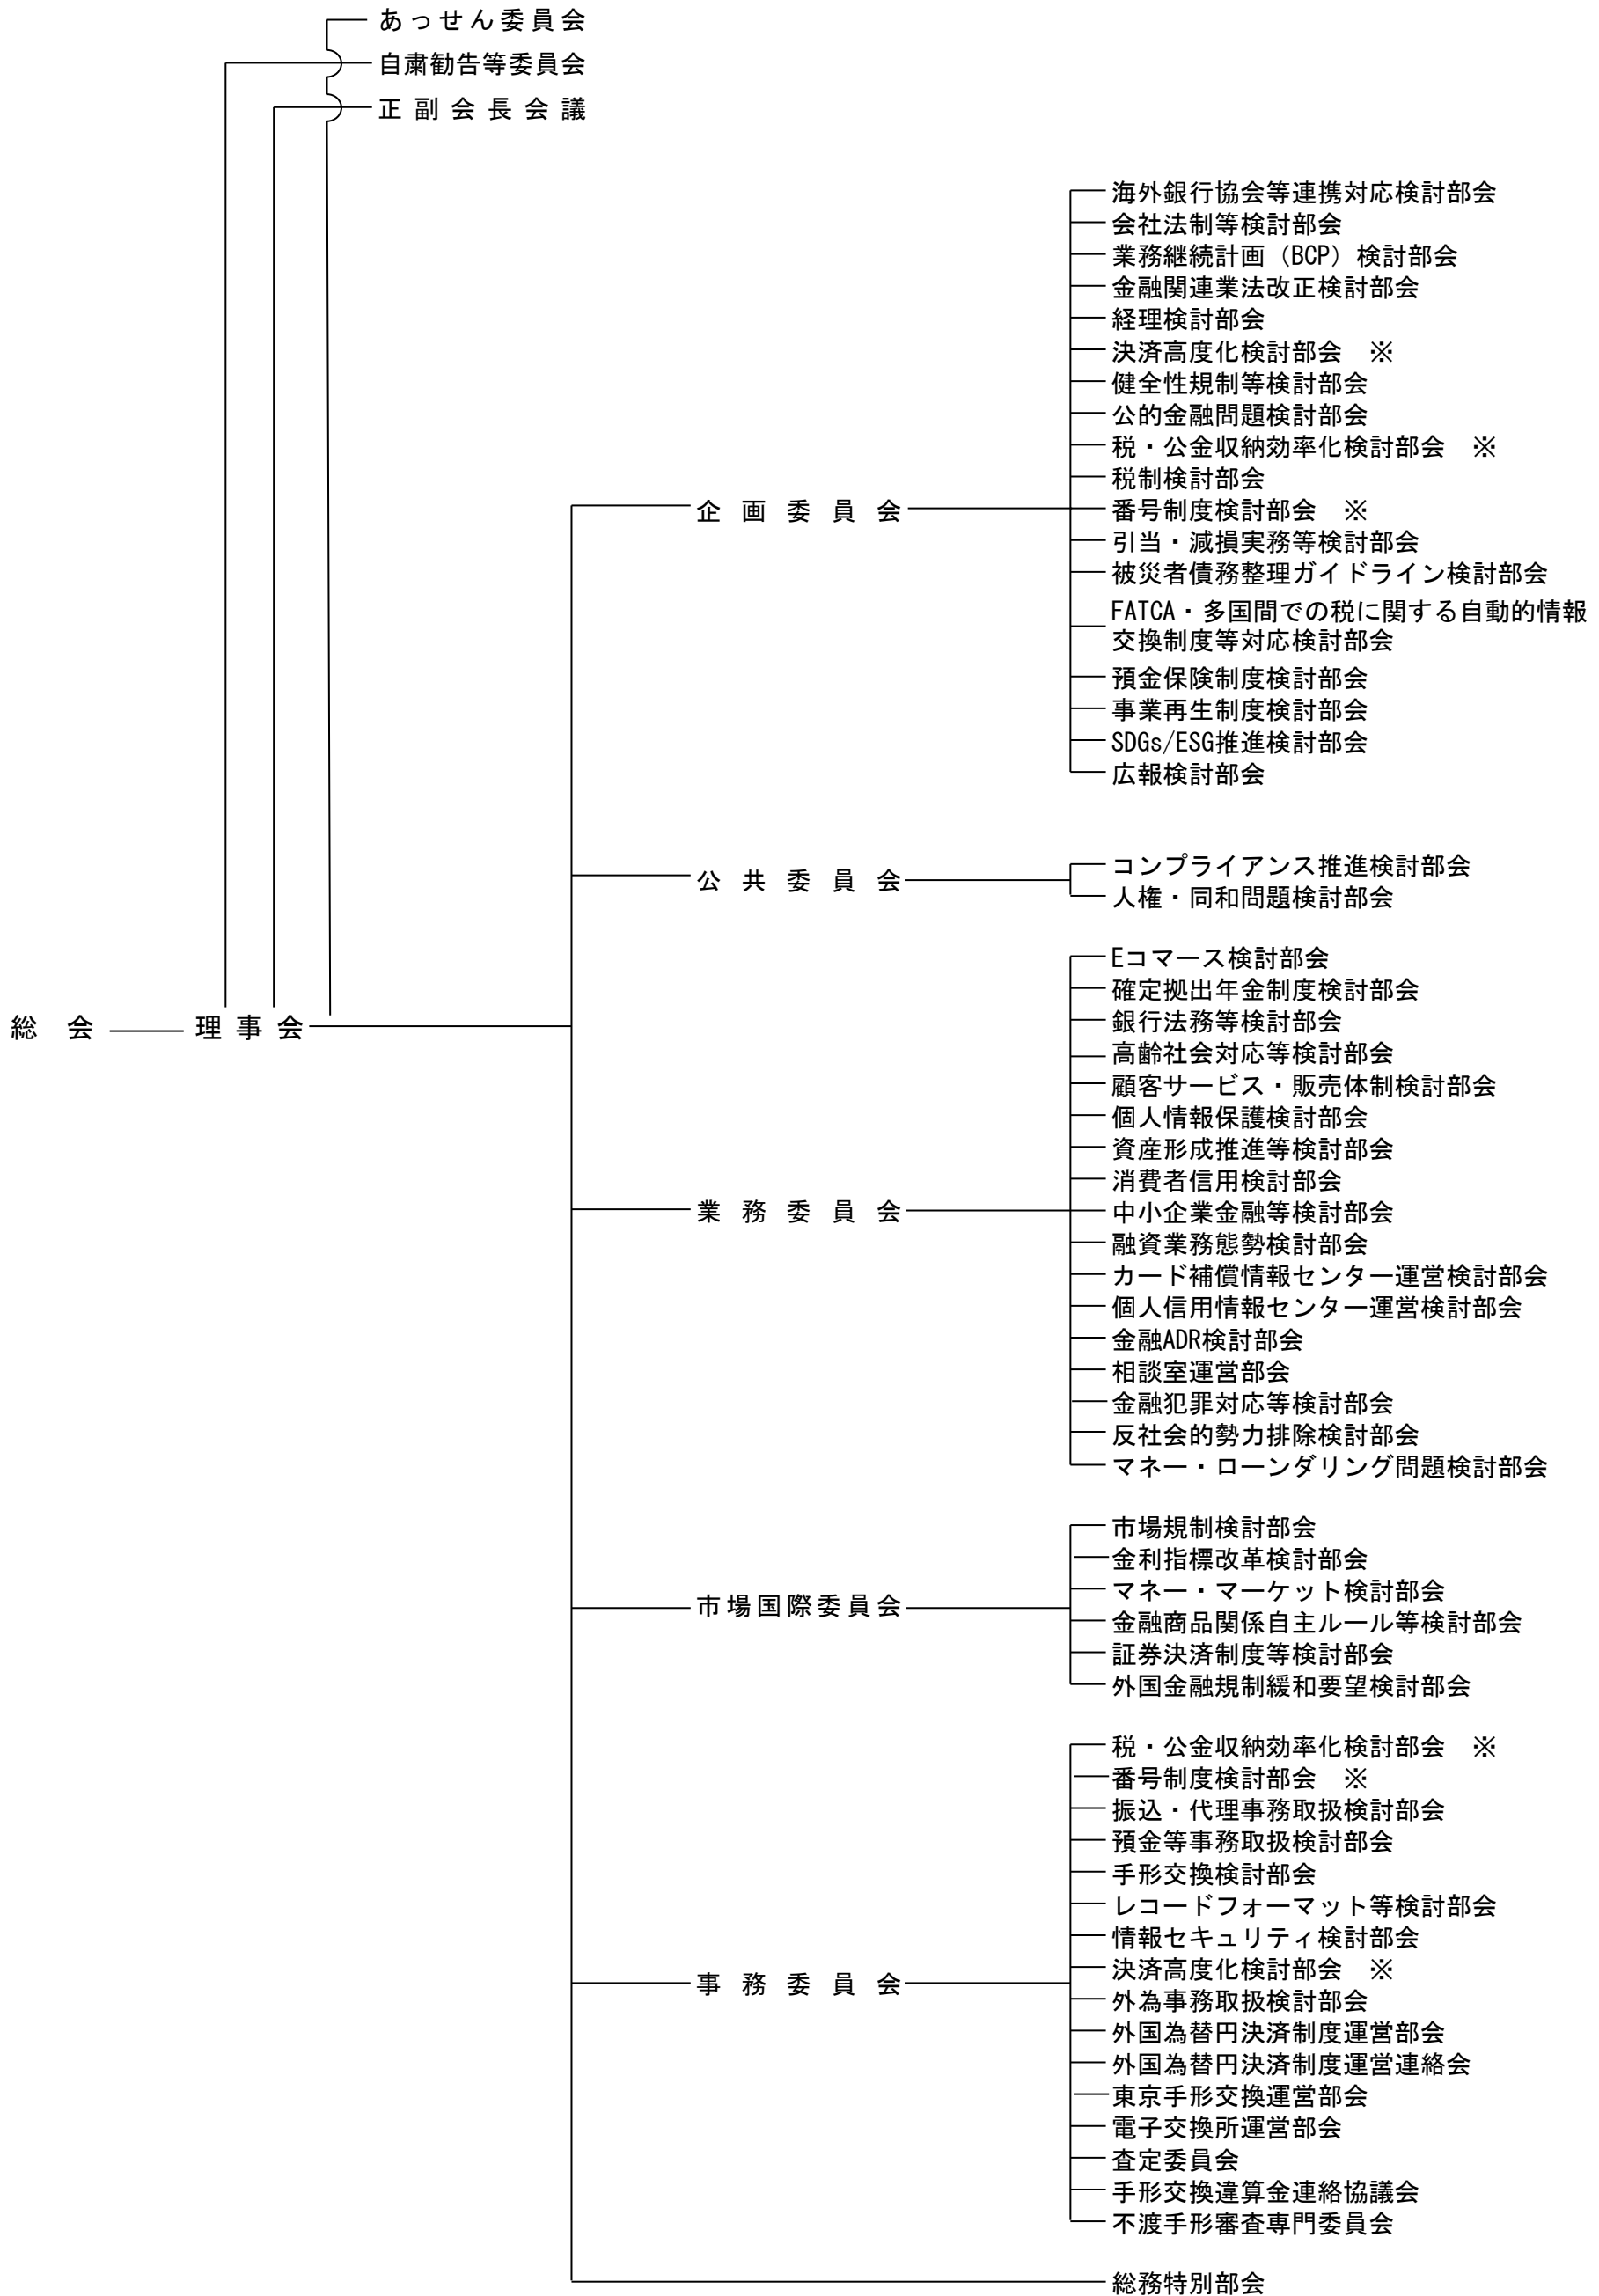 あっせん委員会
自粛勧告等委員会
正副会長会議
海外銀行協会等連携対応検討部会
会社法制等検討部会
業務継続計画（BCP）検討部会
金融関連業法改正検討部会
経理検討部会
決済高度化検討部会　※
健全性規制等検討部会
公的金融問題検討部会
税・公金収納効率化検討部会　※
税制検討部会
企画委員会
番号制度検討部会　※
引当・減損実務等検討部会
被災者債務整理ガイドライン検討部会
FATCA・多国間での税に関する自動的情報
交換制度等対応検討部会
預金保険制度検討部会
事業再生制度検討部会
SDGs/ESG推進検討部会
広報検討部会
公共委員会
コンプライアンス推進検討部会
人権・同和問題検討部会
総会
理事会
Eコマース検討部会
確定拠出年金制度検討部会
銀行法務等検討部会
高齢社会対応等検討部会
顧客サービス・販売体制検討部会
個人情報保護検討部会
資産形成推進等検討部会
消費者信用検討部会
業務委員会
中小企業金融等検討部会
融資業務態勢検討部会
カード補償情報センター運営検討部会
個人信用情報センター運営検討部会
金融ADR検討部会
相談室運営部会
金融犯罪対応等検討部会
反社会的勢力排除検討部会
マネー・ローンダリング問題検討部会
市場国際委員会
市場規制検討部会
金利指標改革検討部会
マネー・マーケット検討部会
金融商品関係自主ルール等検討部会
証券決済制度等検討部会
外国金融規制緩和要望検討部会
事務委員会
税・公金収納効率化検討部会　※
番号制度検討部会　※
振込・代理事務取扱検討部会
預金等事務取扱検討部会
手形交換検討部会
レコードフォーマット等検討部会
情報セキュリティ検討部会
決済高度化検討部会　※
外為事務取扱検討部会
外国為替円決済制度運営部会
外国為替円決済制度運営連絡会
東京手形交換運営部会
電子交換所運営部会
査定委員会
手形交換違算金連絡協議会
不渡手形審査専門委員会
総務特別部会